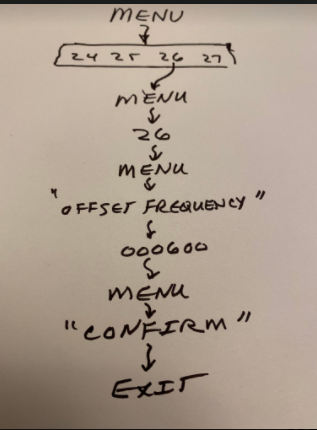 MENU
24 25 26 27
MENU
26
MENU
"OFFSET FREQUENCY"
000600
MENU
"CONFIRM"
EXIT